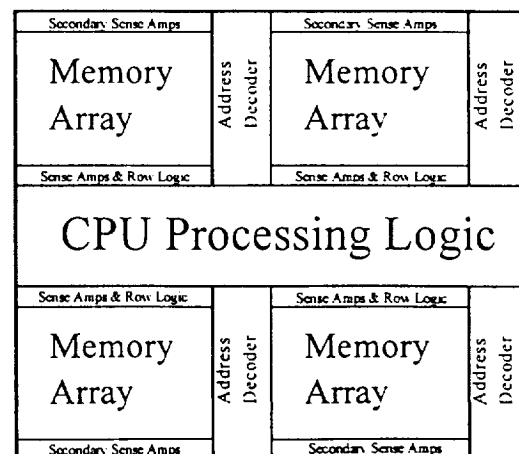 Secondary Sense Amps
Secondary Sense Amps
Memory
Array
Address
Decoder
Memory
Array
Address
Decoder
Sense Amps & Row Logic
Sense Amps & Row Logic
CPU Processing Logic
Sense Amps & Row Logic
Sense Amps & Row Logic
Memory
Array
Address
Decoder
Memory
Array
Address
Decoder
Secondary Sense Amps
Secondary Sense Amps